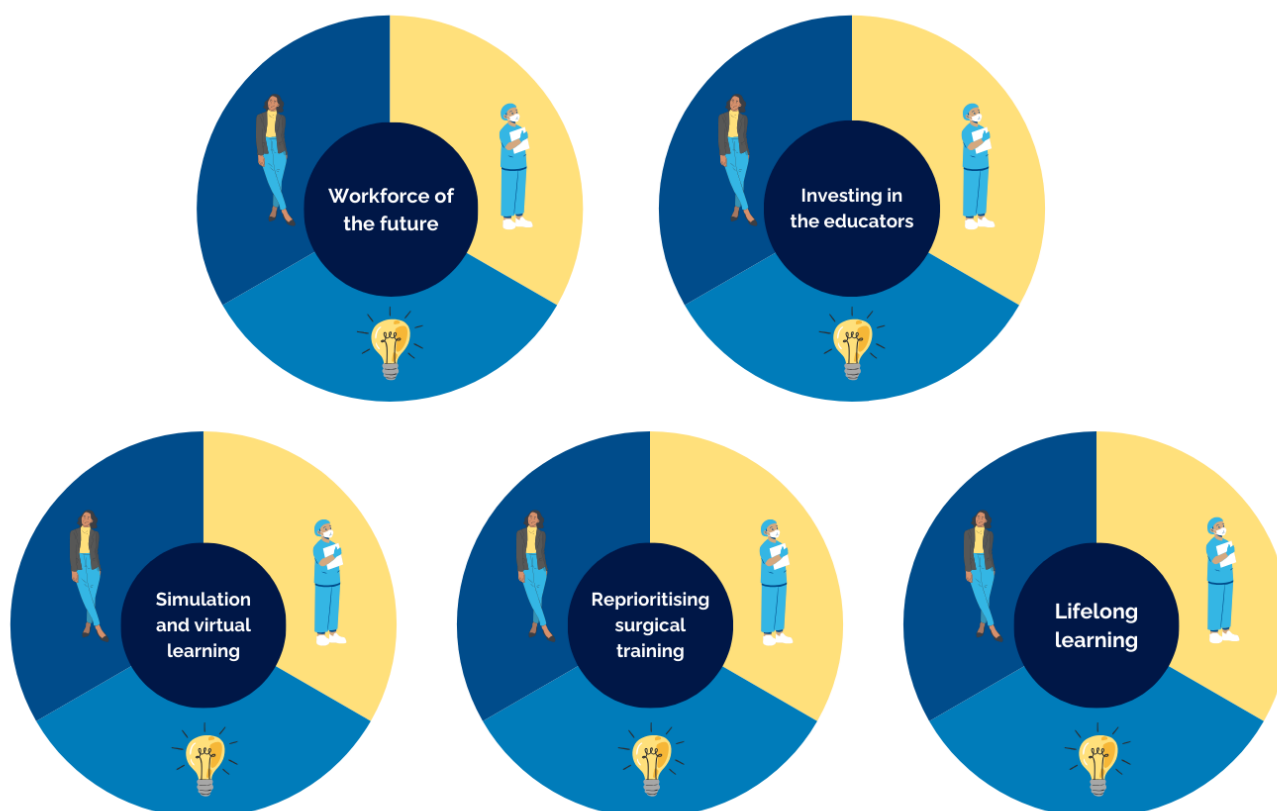 Workforce of
the future
Investing in
the educators
Simulation
and virtual
learning
Reprioritising
surgical
training
Lifelong
learning